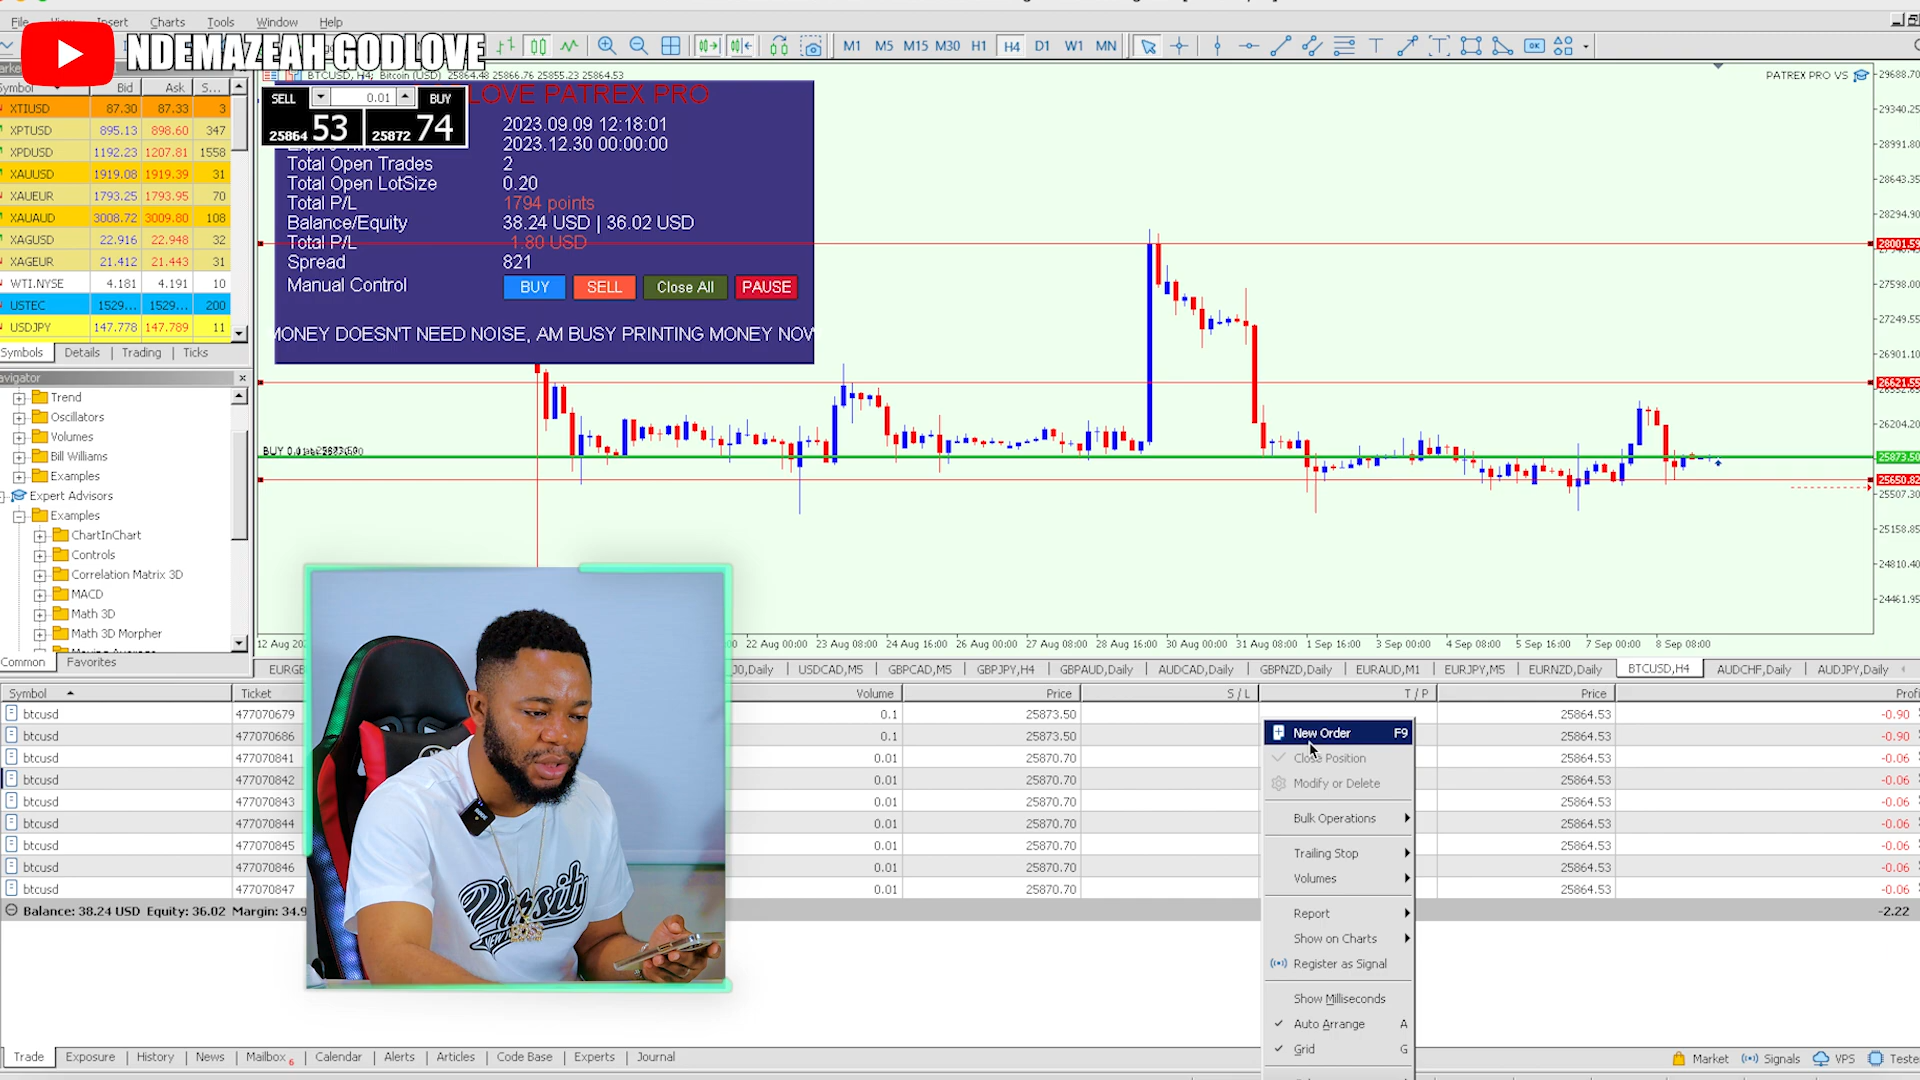 File View Insert Charts Tools Window Help
NDEMAZEAH GODLOVE
M1 M5 M15 M30 H1 H4 D1 W1 MN
Symbol Bid Ask S...
XTIUSD 87.30 87.33 3
XPTUSD 895.13 898.60 347
XPDUSD 1192.23 1207.81 1558
XAUUSD 1919.08 1919.39 31
XAUEUR 1793.25 1793.95 70
XAUAUD 3008.72 3009.80 108
XAGUSD 22.916 22.948 32
XAGEUR 21.412 21.443 31
WTI.NYSE 4.181 4.191 10
USTEC 1529... 1529... 200
USDJPY 147.778 147.789 11
Symbols Details Trading Ticks
avigator
Trend
Oscillators
Volumes
Bill Williams
Examples
Expert Advisors
Examples
ChartInChart
Controls
Correlation Matrix 3D
MACD
Math 3D
Math 3D Morpher
Common Favorites
BTCUSD, H4: Bitcoin (USD) 25864.48 25866.76 25855.23 25864.53
SELL 0.01 BUY
25864 53 25872 74
LOVE PATREX PRO
2023.09.09 12:18:01
2023.12.30 00:00:00
Total Open Trades 2
Total Open LotSize 0.20
Total P/L 1794 points
Balance/Equity 38.24 USD | 36.02 USD
Total P/L -1.80 USD
Spread 821
Manual Control BUY SELL Close All PAUSE
MONEY DOESN'T NEED NOISE, AM BUSY PRINTING MONEY NOW
PATREX PRO VS
29688.70
29340.25
28991.80
28643.35
28294.90
28001.59
27598.00
27249.55
26901.10
26621.55
26204.20
25873.50
25650.82
25507.30
25158.85
24810.40
24461.95
12 Aug 22 Aug 00:00 23 Aug 08:00 24 Aug 16:00 26 Aug 00:00 27 Aug 08:00 28 Aug 16:00 30 Aug 00:00 31 Aug 08:00 1 Sep 16:00 3 Sep 00:00 4 Sep 08:00 5 Sep 16:00 7 Sep 00:00 8 Sep 08:00
EURGB D,Daily USDCAD,M5 GBPCAD,M5 GBPJPY,H4 GBPAUD,Daily AUDCAD,Daily GBPNZD,Daily EURAUD,M1 EURJPY,M5 EURNZD,Daily BTCUSD,H4 AUDCHF,Daily AUDJPY,Daily
Symbol Ticket Volume Price S / L T / P Price Profi
btcusd 477070679 0.1 25873.50 25864.53 -0.90
btcusd 477070686 0.1 25873.50 25864.53 -0.90
btcusd 477070841 0.01 25870.70 25864.53 -0.06
btcusd 477070842 0.01 25870.70 25864.53 -0.06
btcusd 477070843 0.01 25870.70 25864.53 -0.06
btcusd 477070844 0.01 25870.70 25864.53 -0.06
btcusd 477070845 0.01 25870.70 25864.53 -0.06
btcusd 477070846 0.01 25870.70 25864.53 -0.06
btcusd 477070847 0.01 25870.70 25864.53 -0.06
Balance: 38.24 USD Equity: 36.02 Margin: 34.9 -2.22
New Order F9
Close Position
Modify or Delete
Bulk Operations
Trailing Stop
Volumes
Report
Show on Charts
Register as Signal
Show Milliseconds
Auto Arrange A
Grid G
Varsity
NEW
BOSS
Trade Exposure History News Mailbox 6 Calendar Alerts Articles Code Base Experts Journal
Market Signals VPS Teste